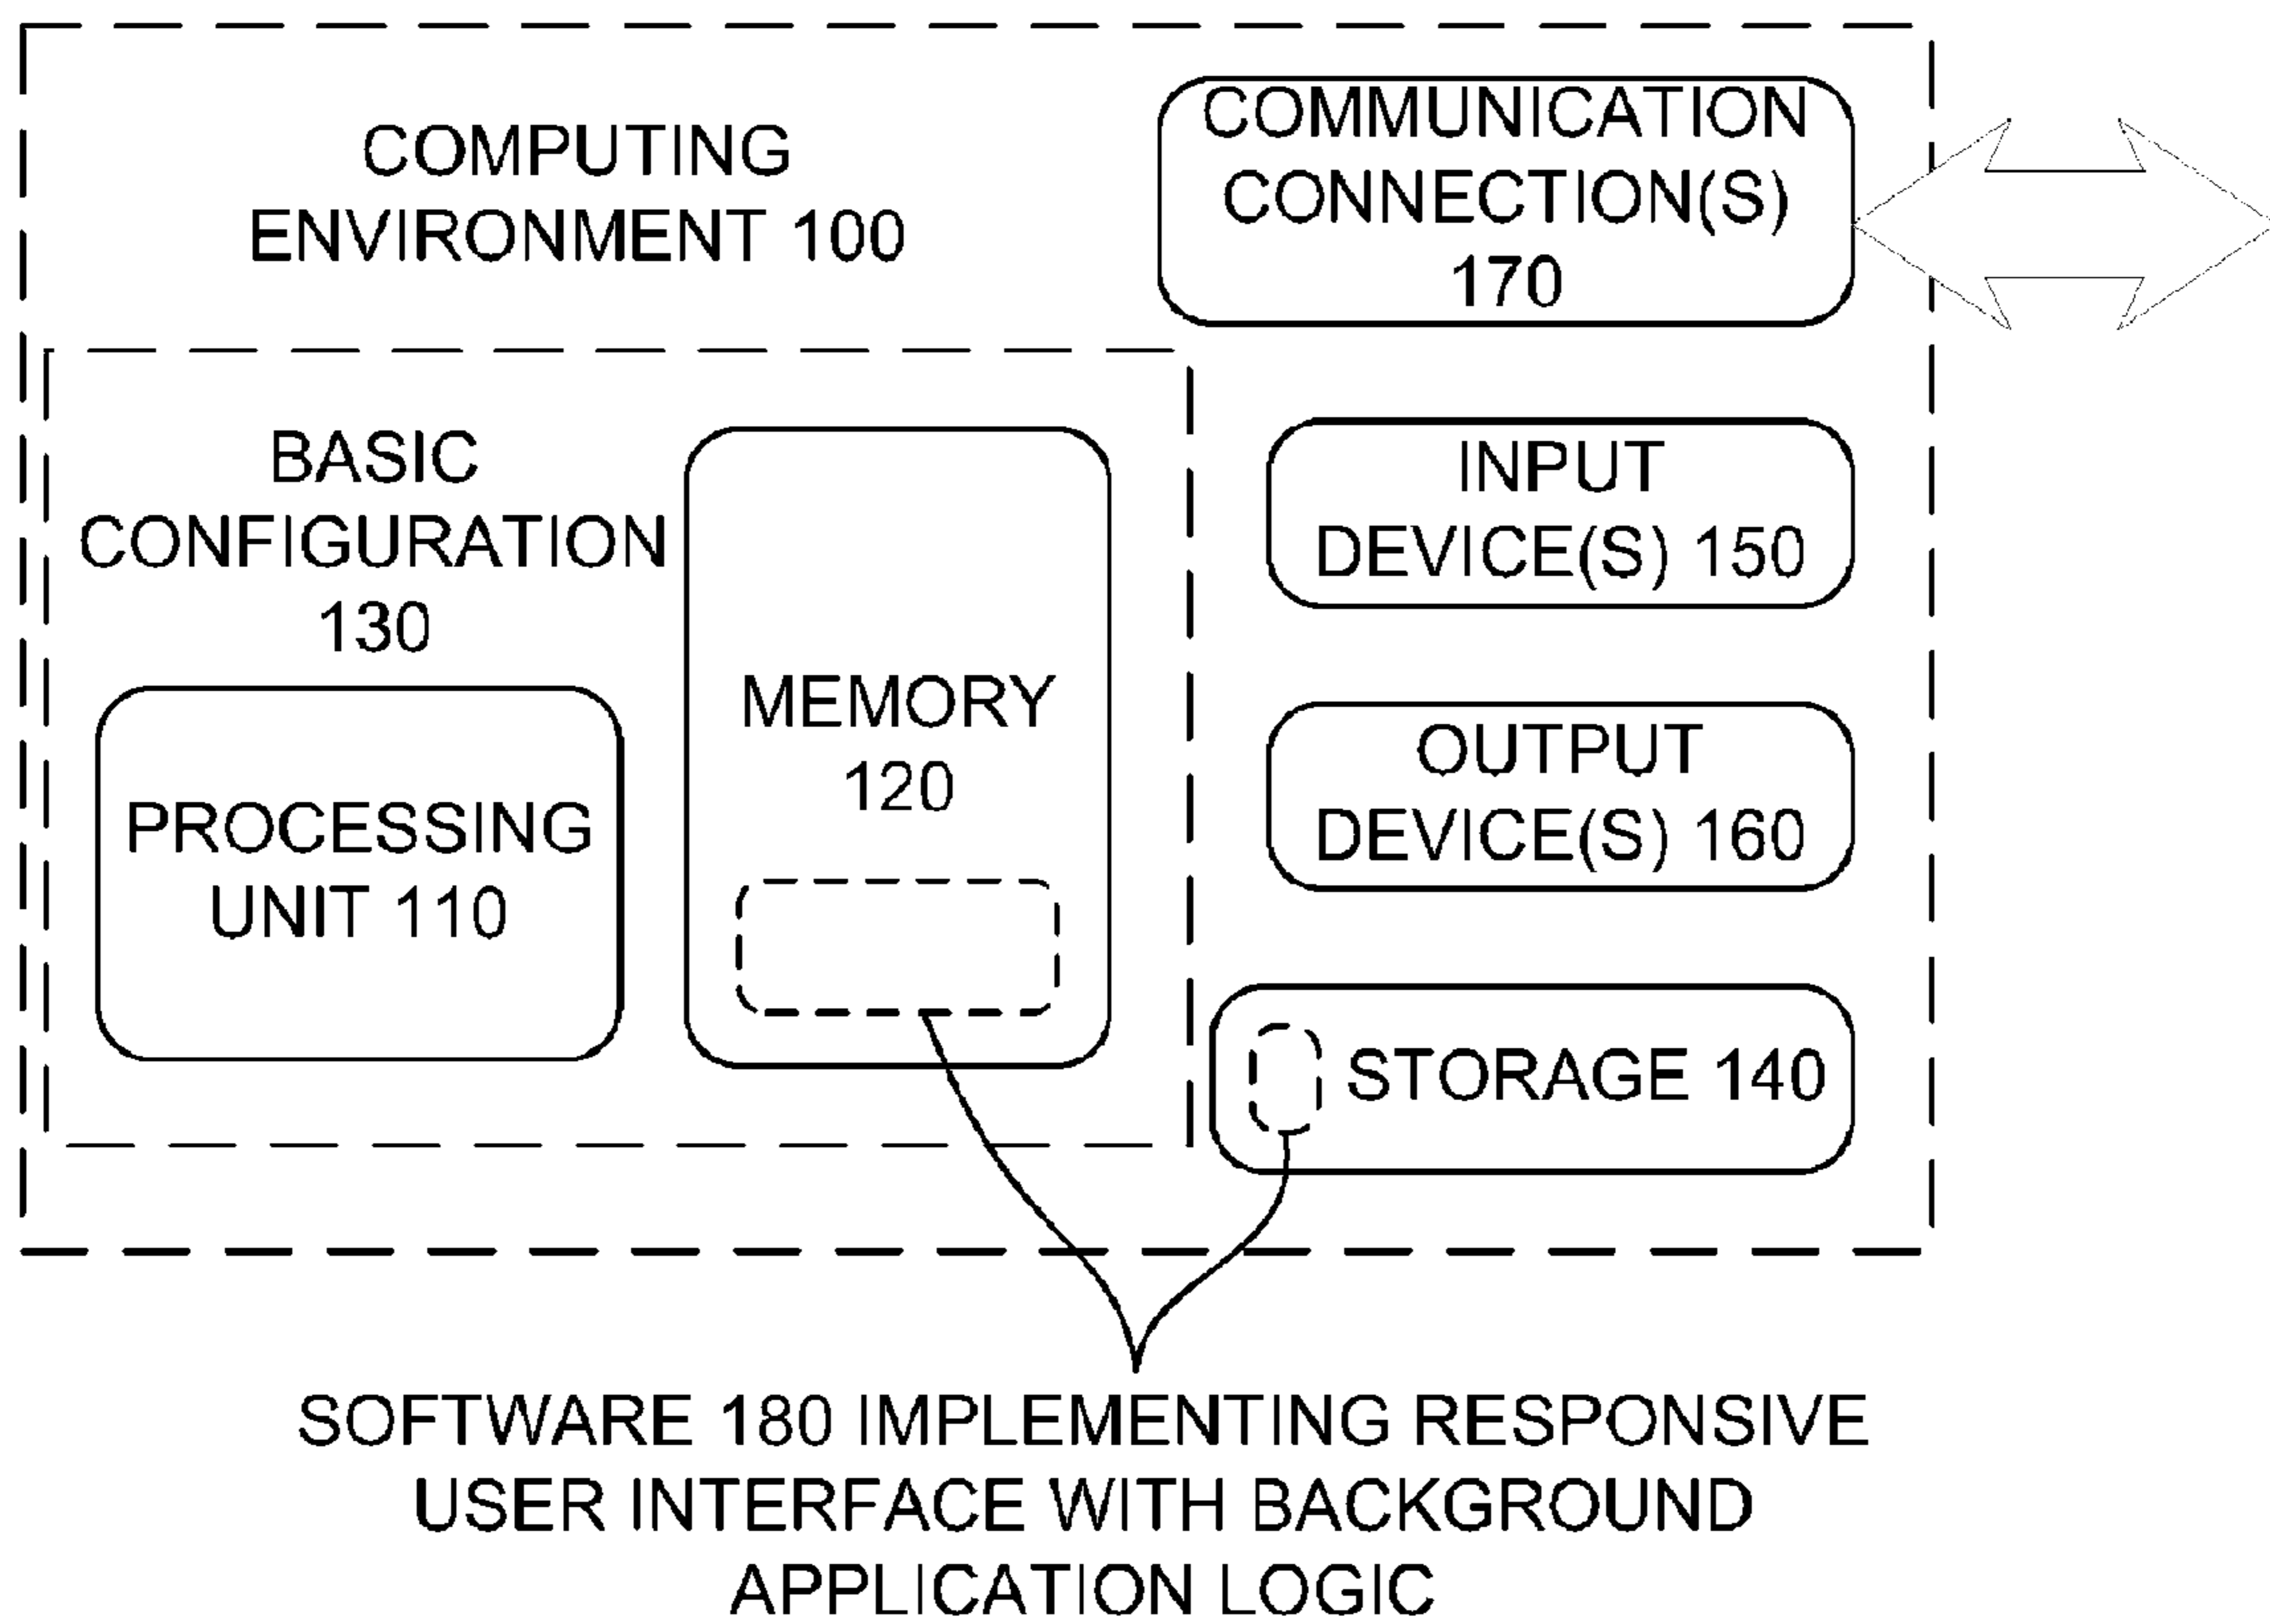 COMPUTING
ENVIRONMENT 100
COMMUNICATION
CONNECTION(S)
170
BASIC
CONFIGURATION
130
MEMORY
120
PROCESSING
UNIT 110
INPUT
DEVICE(S) 150
OUTPUT
DEVICE(S) 160
STORAGE 140
SOFTWARE 180 IMPLEMENTING RESPONSIVE
USER INTERFACE WITH BACKGROUND
APPLICATION LOGIC